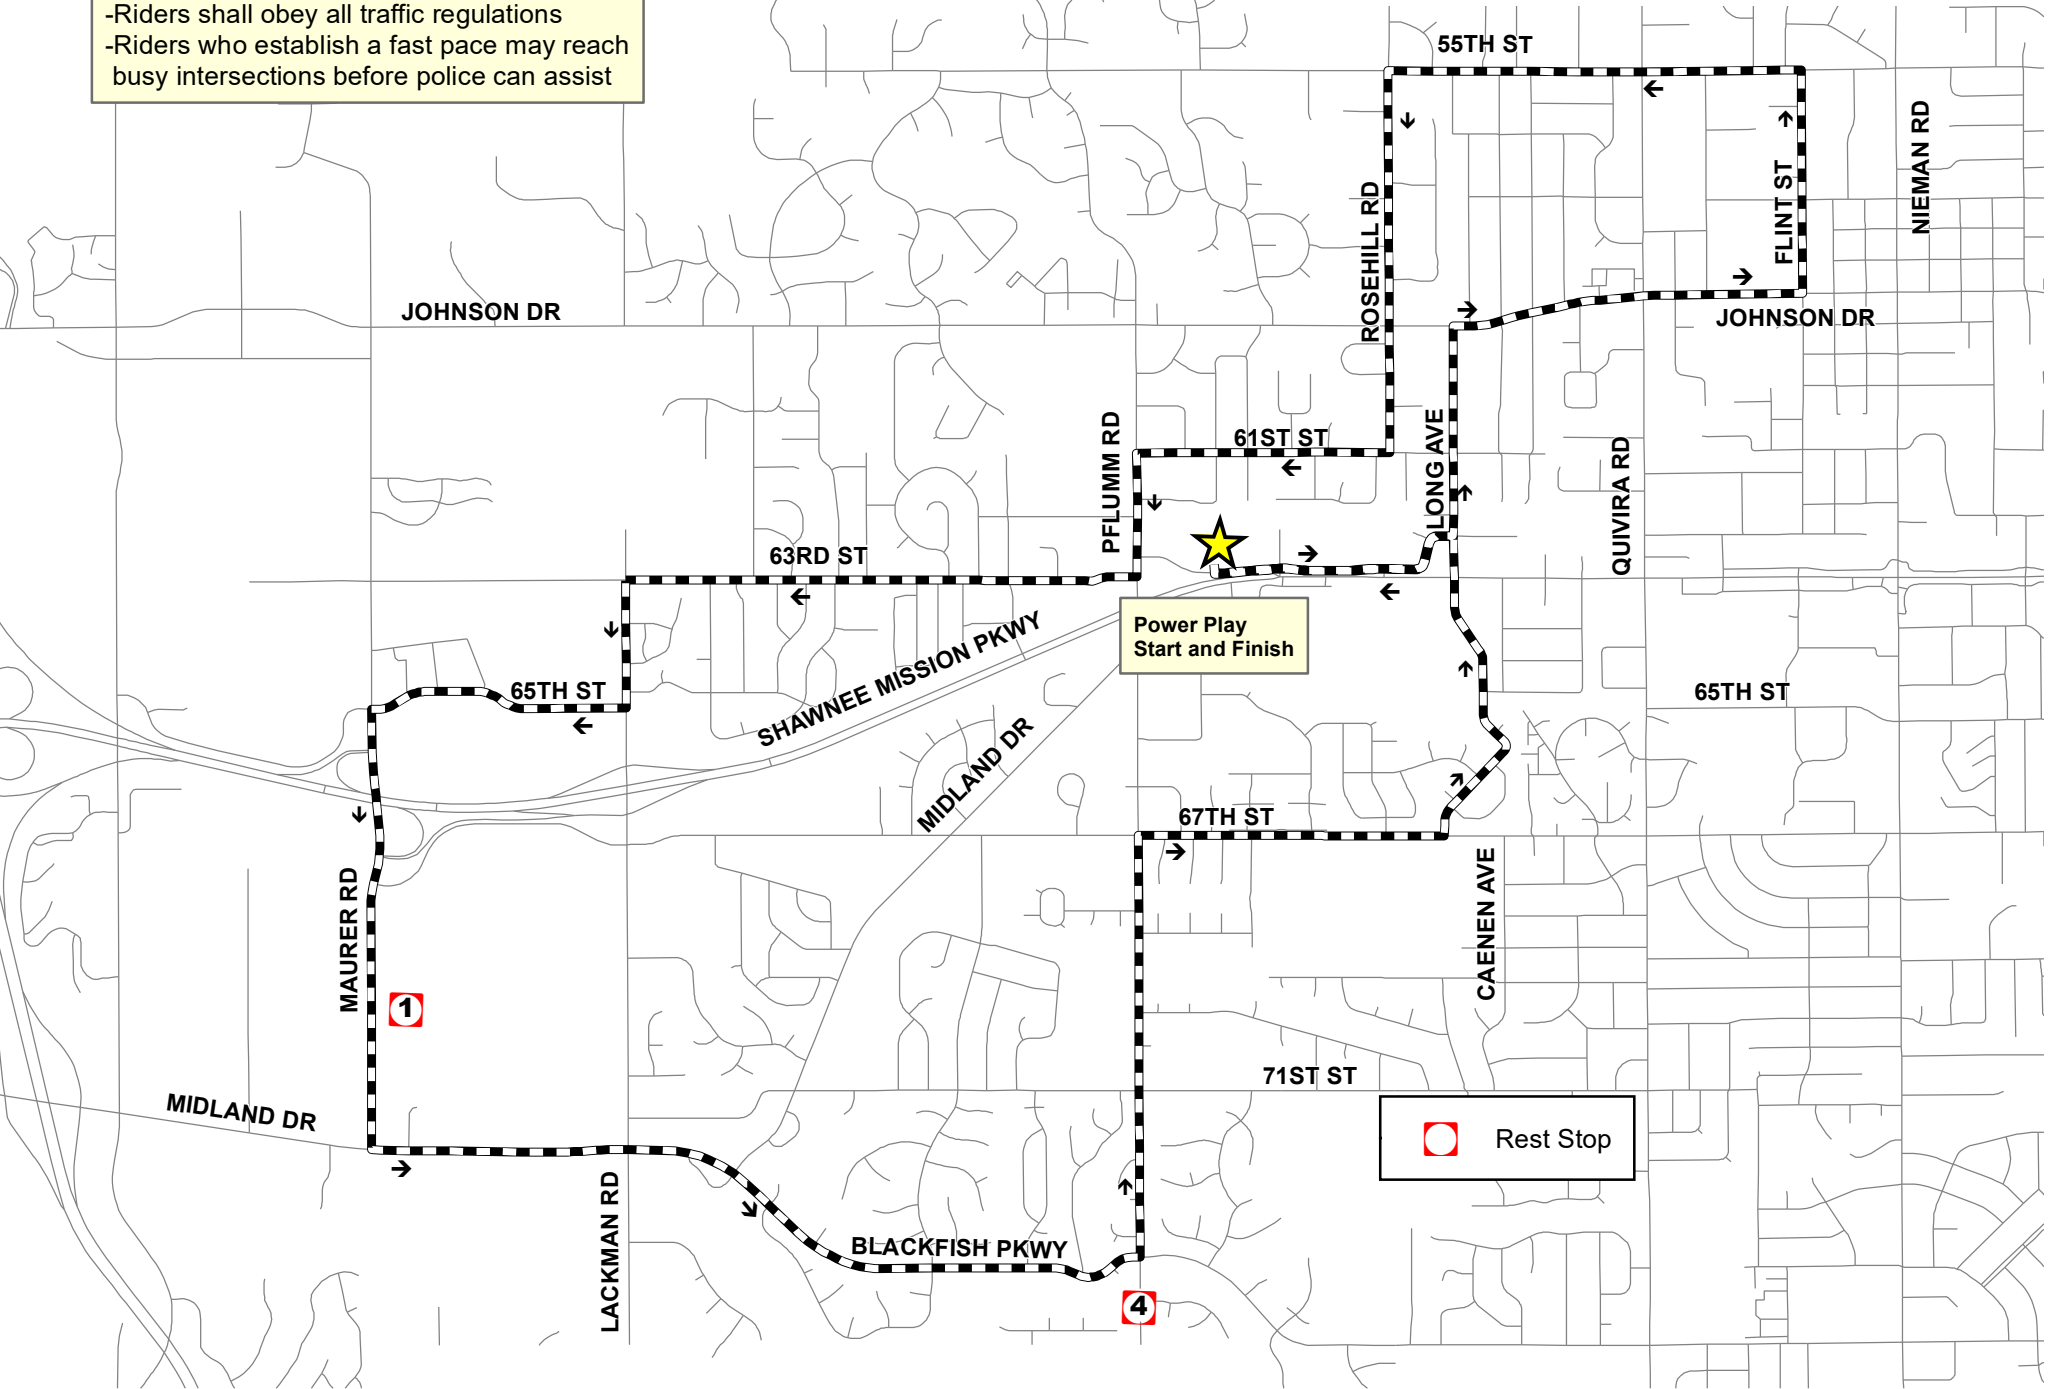 -Riders shall obey all traffic regulations
-Riders who establish a fast pace may reach
busy intersections before police can assist
55TH ST
NIEMAN RD
FLINT ST
ROSEHILL RD
JOHNSON DR
JOHNSON DR
61ST ST
LONG AVE
PFLUMM RD
QUIVIRA RD
63RD ST
Power Play
Start and Finish
SHAWNEE MISSION PKWY
65TH ST
65TH ST
MIDLAND DR
67TH ST
MAURER RD
CAENEN AVE
1
71ST ST
MIDLAND DR
Rest Stop
LACKMAN RD
BLACKFISH PKWY
4